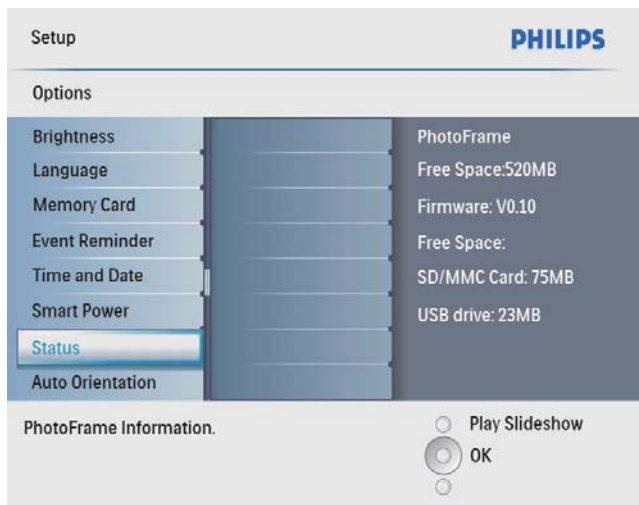 Setup
PHILIPS
Options
Brightness
Language
Memory Card
Event Reminder
Time and Date
Smart Power
Status
Auto Orientation
PhotoFrame
Free Space:520MB
Firmware: V0.10
Free Space:
SD/MMC Card: 75MB
USB drive: 23MB
PhotoFrame Information.
Play Slideshow
OK